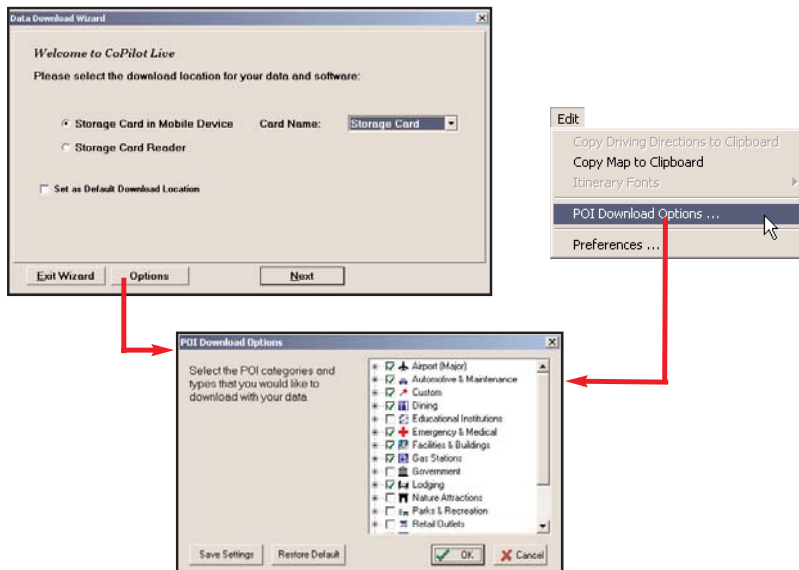 Data Download Wizard
Welcome to CoPilot Live
Please select the download location for your data and software:
Storage Card in Mobile Device
Card Name:
Storage Card
Storage Card Reader
Set as Default Download Location
Exit Wizard
Options
Next
Edit
Copy Driving Directions to Clipboard
Copy Map to Clipboard
Itinerary Fonts
POI Download Options ...
Preferences ...
POI Download Options
Select the POI categories and
types that you would like to
download with your data
Airport (Major)
Automotive & Maintenance
Custom
Dining
Educational Institutions
Emergency & Medical
Facilities & Buildings
Gas Stations
Government
Lodging
Nature Attractions
Parks & Recreation
Retail Outlets
Save Settings
Restore Default
OK
Cancel